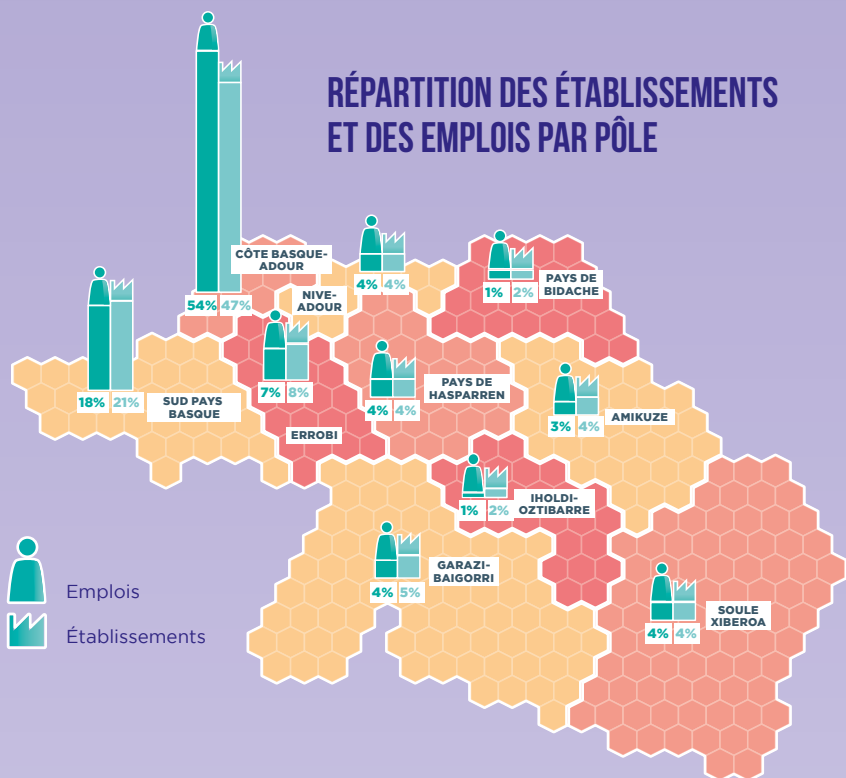 RÉPARTITION DES ÉTABLISSEMENTS
ET DES EMPLOIS PAR PÔLE
CÔTE BASQUE-
ADOUR
54% 47%
NIVE-
ADOUR
4% 4%
1% 2%
PAYS DE
BIDACHE
18% 21%
SUD PAYS
BASQUE
7% 8%
ERROBI
4% 4%
PAYS DE
HASPARREN
3% 4%
AMIKUZE
1% 2%
IHOLDI-
OZTIBARRE
4% 5%
GARAZI-
BAIGORRI
4% 4%
SOULE
XIBEROA
Emplois
Établissements